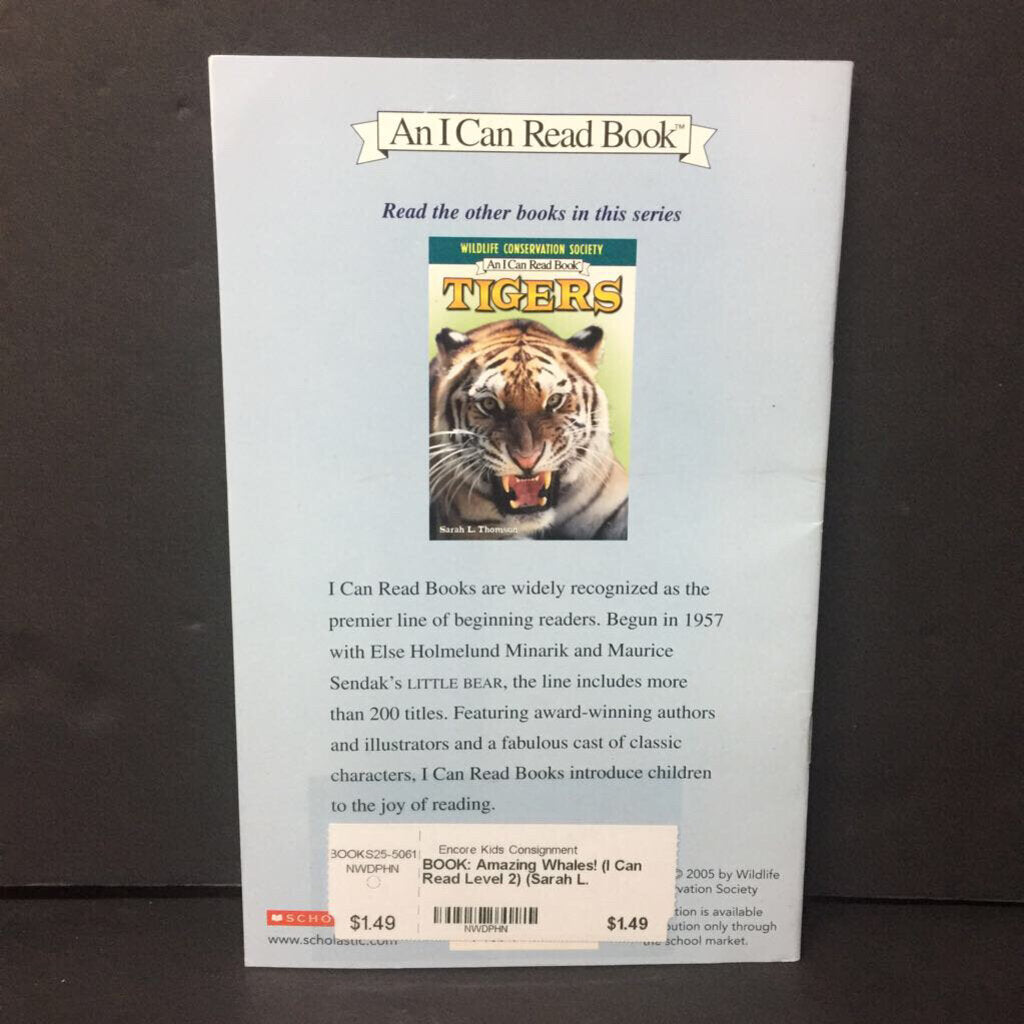 An I Can Read Book™
Read the other books in this series
WILDLIFE CONSERVATION SOCIETY
An I Can Read Book
TIGERS
Sarah L. Thomson
I Can Read Books are widely recognized as the
premier line of beginning readers. Begun in 1957
with Else Holmelund Minarik and Maurice
Sendak's LITTLE BEAR, the line includes more
than 200 titles. Featuring award-winning authors
and illustrators and a fabulous cast of classic
characters, I Can Read Books introduce children
to the joy of reading.
BOOKS25-5061
NWDPHN
$1.49
Encore Kids Consignment
BOOK: Amazing Whales! (I Can
Read Level 2) (Sarah L.
NWDPHN
$1.49
© 2005 by Wildlife
vation Society
tion is available
bution only through
school market.
SCHO
www.scholastic.com